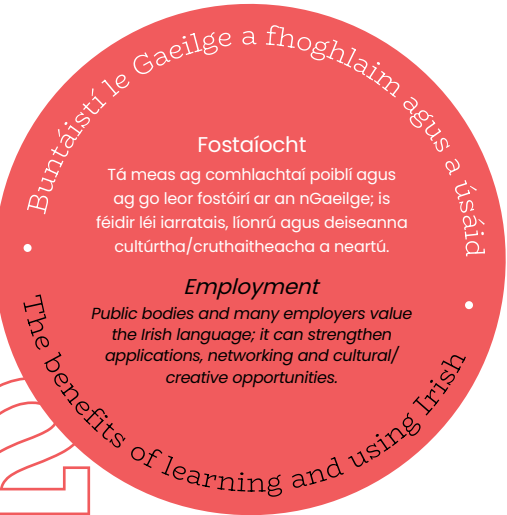 Buntáistí le Gaeilge a fhoghlaim agus a úsáid
Fostaíocht
Tá meas ag comhlachtaí poiblí agus
ag go leor fostóirí ar an nGaeilge; is
féidir léi iarratais, líonrú agus deiseanna
cultúrtha/cruthaitheacha a neartú.
Employment
Public bodies and many employers value
the Irish language; it can strengthen
applications, networking and cultural/
creative opportunities.
The benefits of learning and using Irish
2